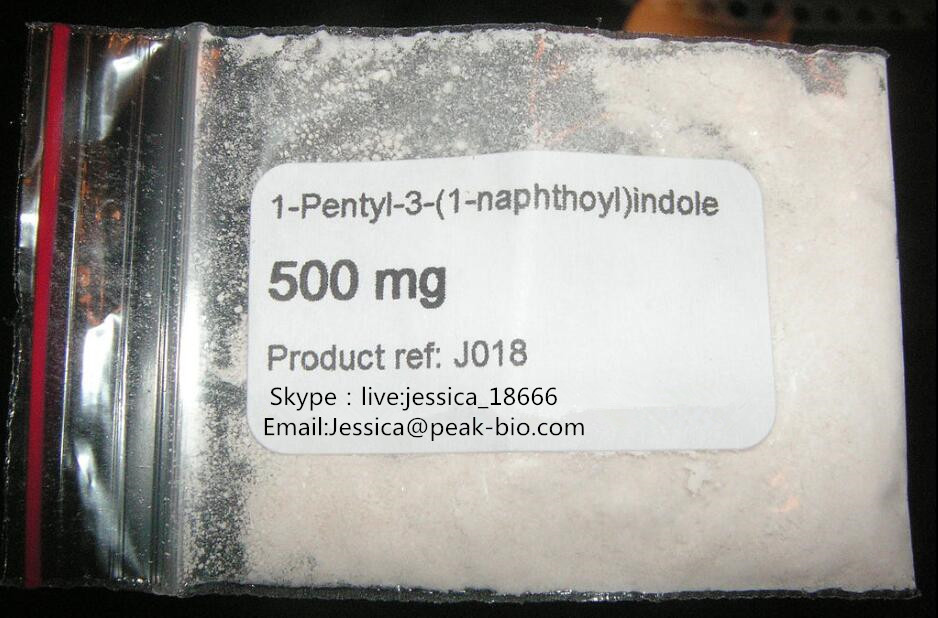 1-Pentyl-3-(1-naphthoyl)indole
500 mg
Product ref: J018
Skype : live:jessica_18666
Email:Jessica@peak-bio.com